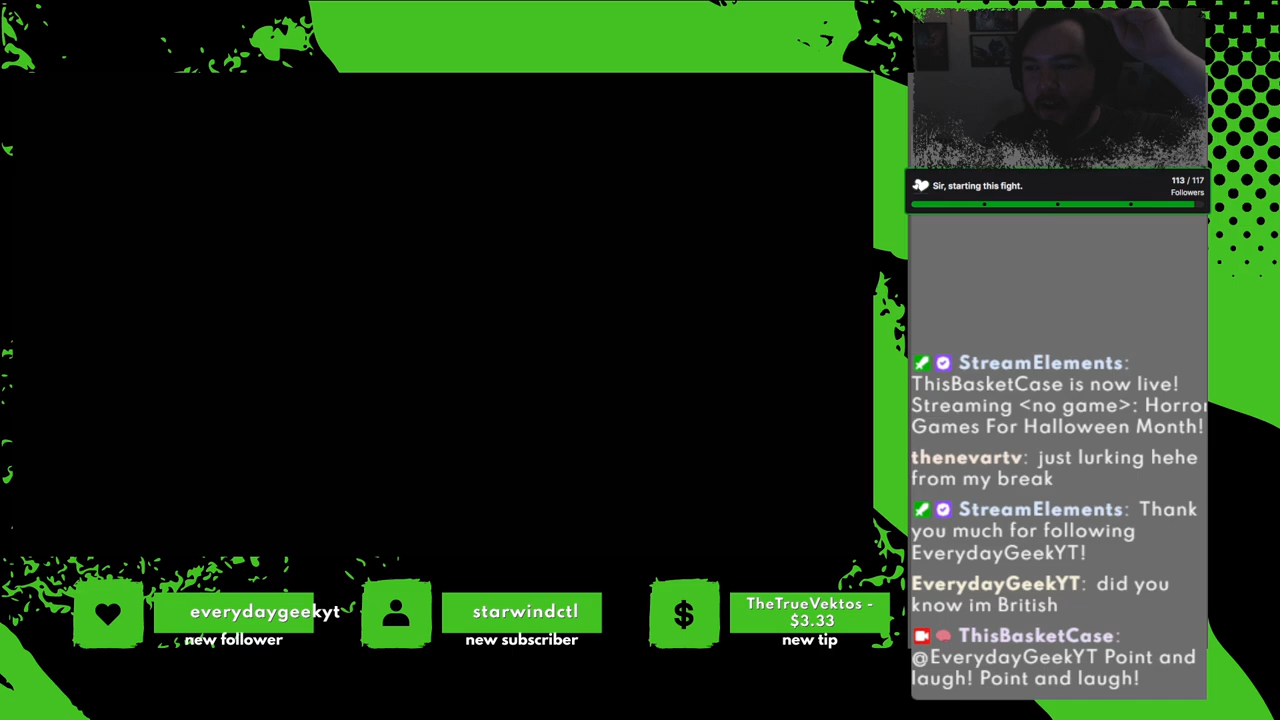 Sir, starting this fight.
113 / 117
Followers
StreamElements:
ThisBasketCase is now live!
Streaming <no game>: Horror
Games For Halloween Month!
thenevartv: just lurking hehe
from my break
StreamElements: Thank
you much for following
EverydayGeekYT!
EverydayGeekYT: did you
know im British
ThisBasketCase:
@EverydayGeekYT Point and
laugh! Point and laugh!
everydaygeekyt
new follower
starwindctl
new subscriber
TheTrueVektos -
$3.33
new tip